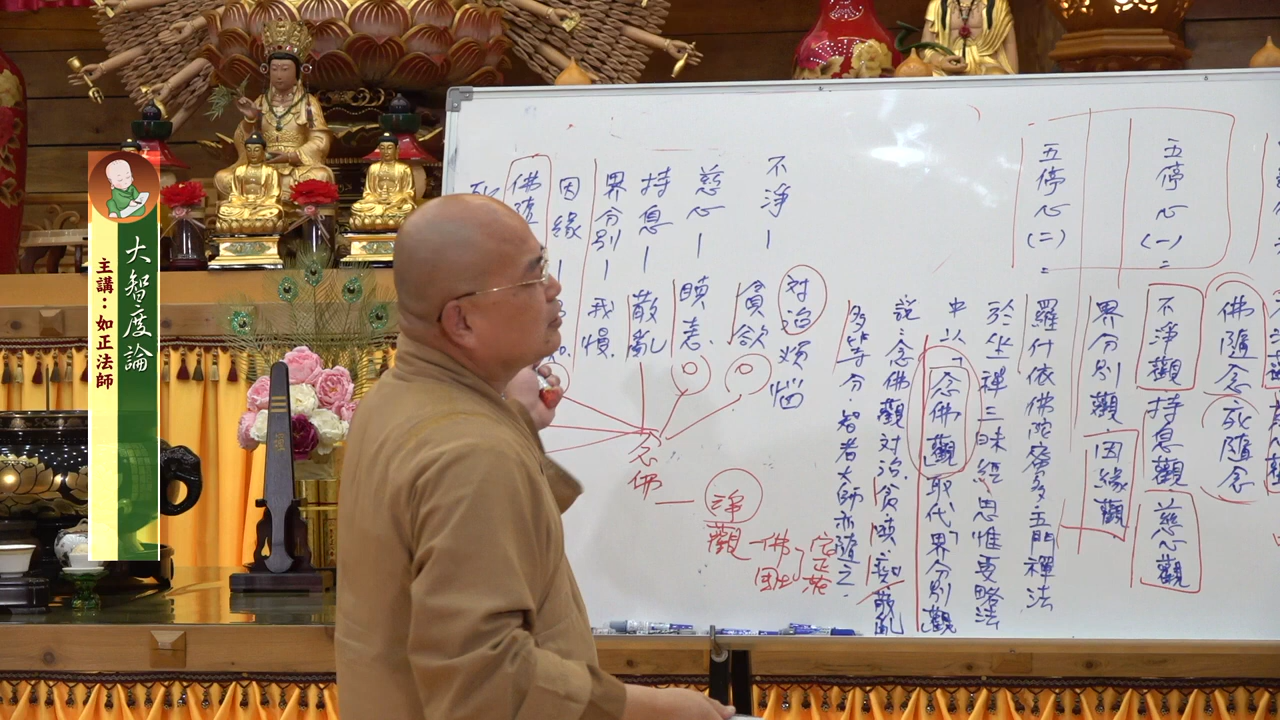 大智度論
主講：如正法師
五停心(一)=
不淨觀 持息觀 慈心觀
界分別觀 因緣觀
五停心(二)=
羅什依佛陀蜜多五門禪法
於坐禪三昧經、思惟要略法
中以「念佛觀」取代「界分別觀」
說：念佛觀對治貪、瞋、痴、散亂
多等分.智者大師亦隨之.
佛隨念 死隨念
對治煩惱
不淨—貪欲
慈心—瞋恚
持息—散亂
界分別—我慢
因緣—
佛隨
念佛—淨觀—佛